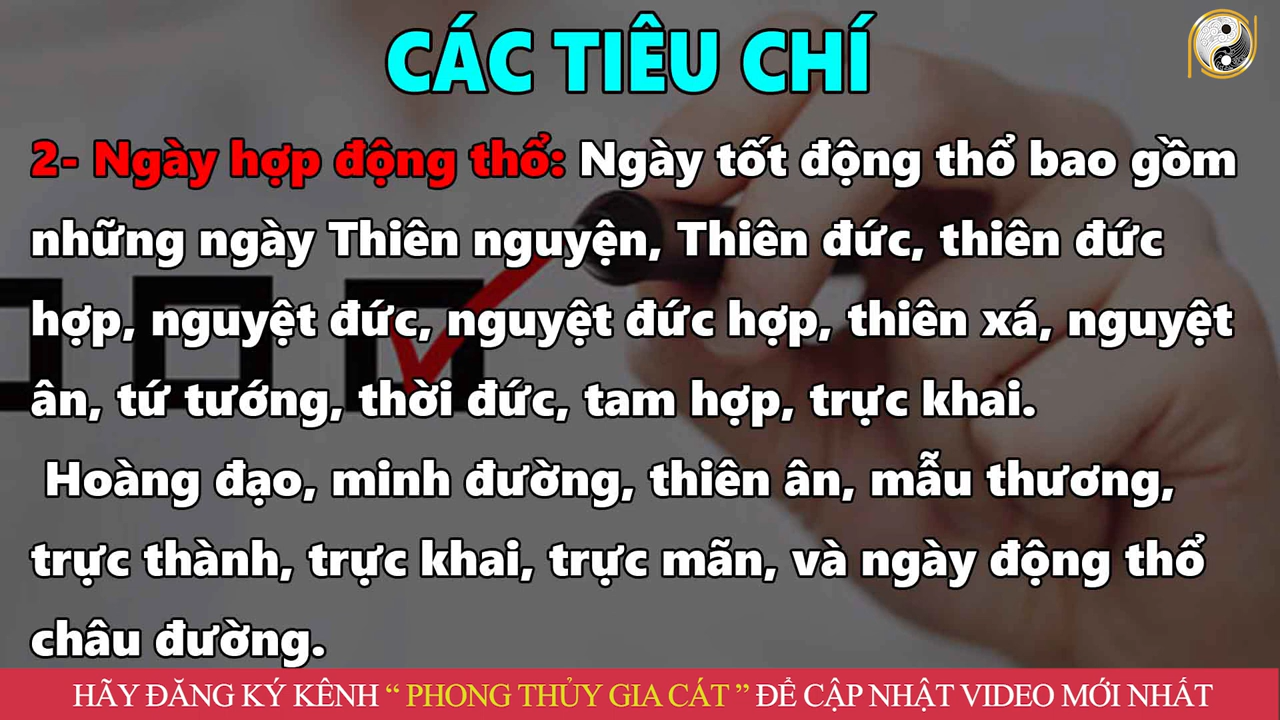 CÁC TIÊU CHÍ
2- Ngày hợp động thổ: Ngày tốt động thổ bao gồm
những ngày Thiên nguyện, Thiên đức, thiên đức
hợp, nguyệt đức, nguyệt đức hợp, thiên xá, nguyệt
ân, tứ tướng, thời đức, tam hợp, trực khai.
Hoàng đạo, minh đường, thiên ân, mẫu thương,
trực thành, trực khai, trực mãn, và ngày động thổ
châu đường.
HÃY ĐĂNG KÝ KÊNH “ PHONG THỦY GIA CÁT ” ĐỂ CẬP NHẬT VIDEO MỚI NHẤT